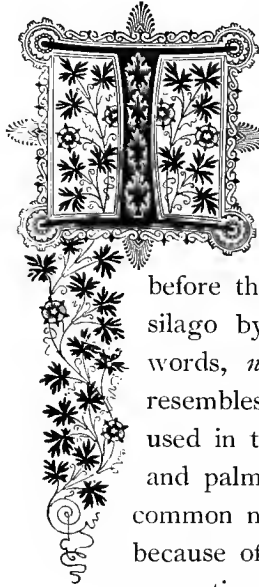 T
before th
silago by
words,
resembles
used in t
and palm
common n
because of